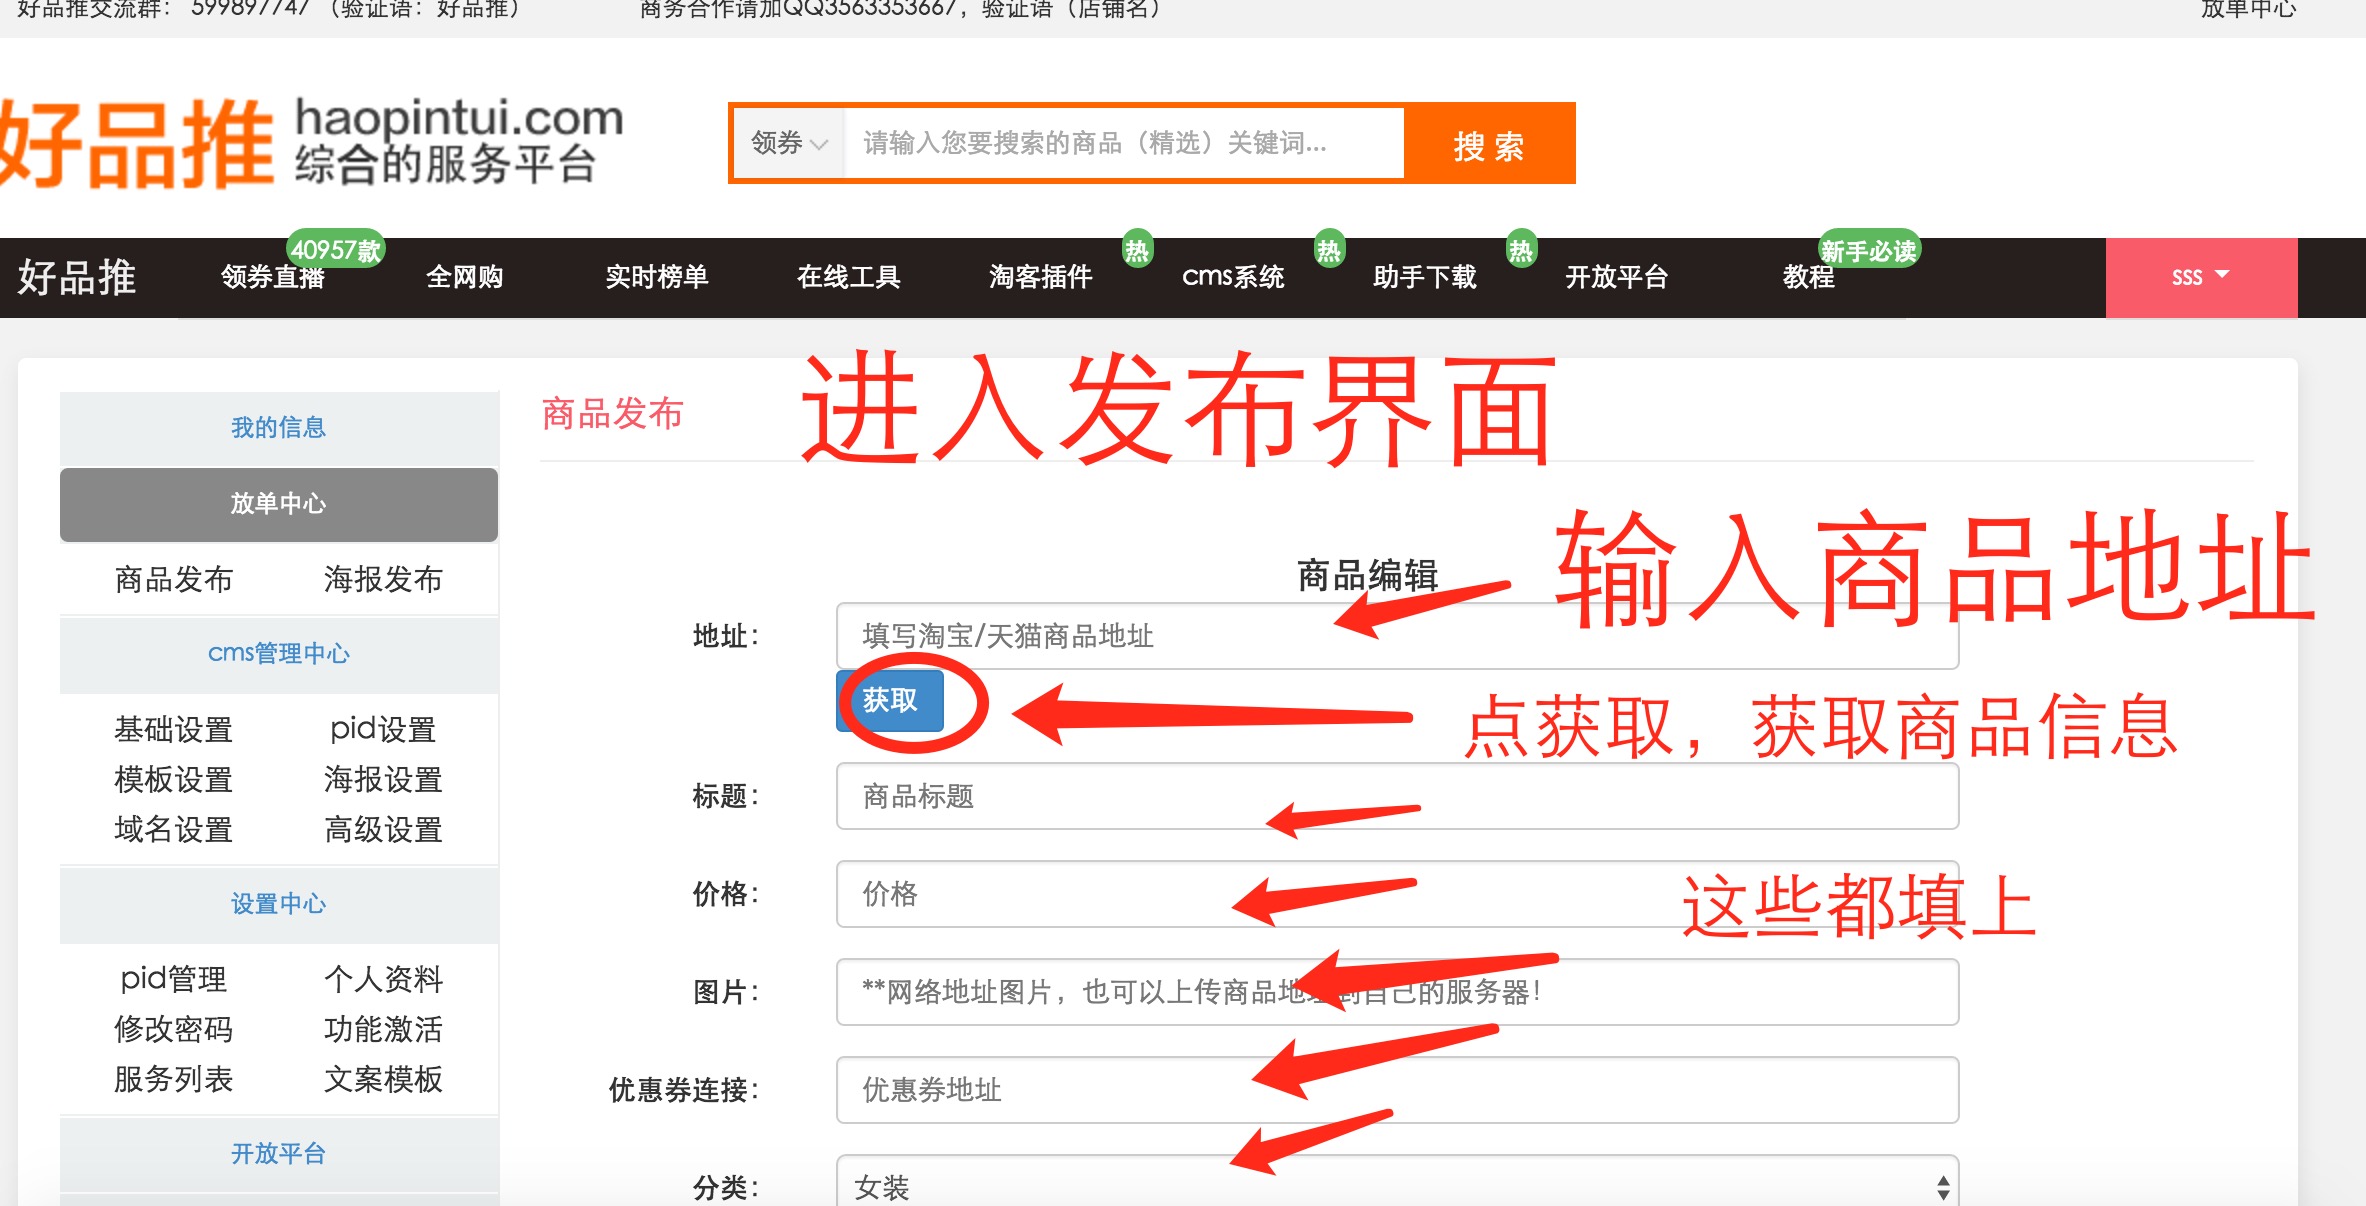 好品推交流群： 599897747 （验证语：好品推）
商务合作请加QQ3563353667，验证语（店铺名）
放单中心
好品推
haopintui.com
综合的服务平台
领券
请输入您要搜索的商品（精选）关键词...
搜 索
好品推
领券直播
40957款
全网购
实时榜单
在线工具
淘客插件
热
cms系统
热
助手下载
热
开放平台
教程
新手必读
sss
我的信息
放单中心
商品发布 海报发布
cms管理中心
基础设置 pid设置
模板设置 海报设置
域名设置 高级设置
设置中心
pid管理 个人资料
修改密码 功能激活
服务列表 文案模板
开放平台
商品发布
进入发布界面
商品编辑
输入商品地址
地址：
填写淘宝/天猫商品地址
获取
点获取，获取商品信息
标题：
商品标题
价格：
价格
这些都填上
图片：
**网络地址图片，也可以上传商品地址到自己的服务器！
优惠券连接：
优惠券地址
分类：
女装